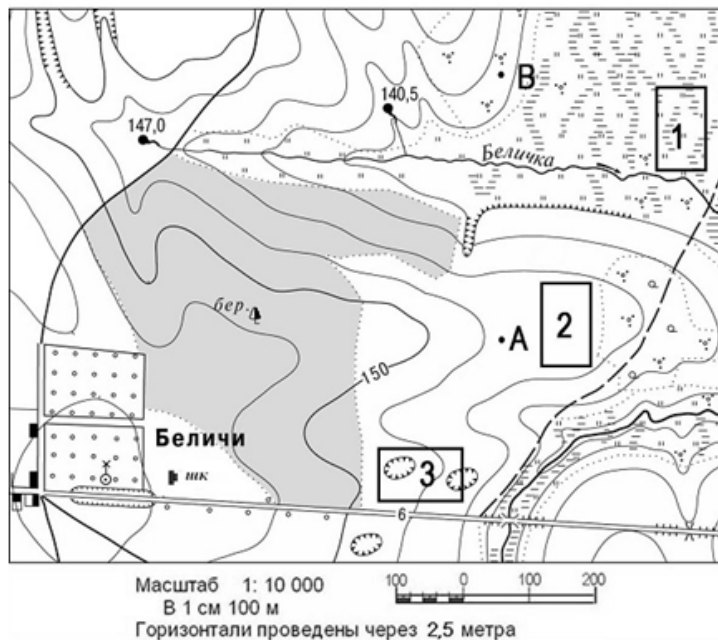 В
140,5
147,0
1
Беличка
бер.
А
2
150
Беличи
шк
3
6
Масштаб 1: 10 000
В 1 см 100 м
100 0 100 200
Горизонтали проведены через 2,5 метра